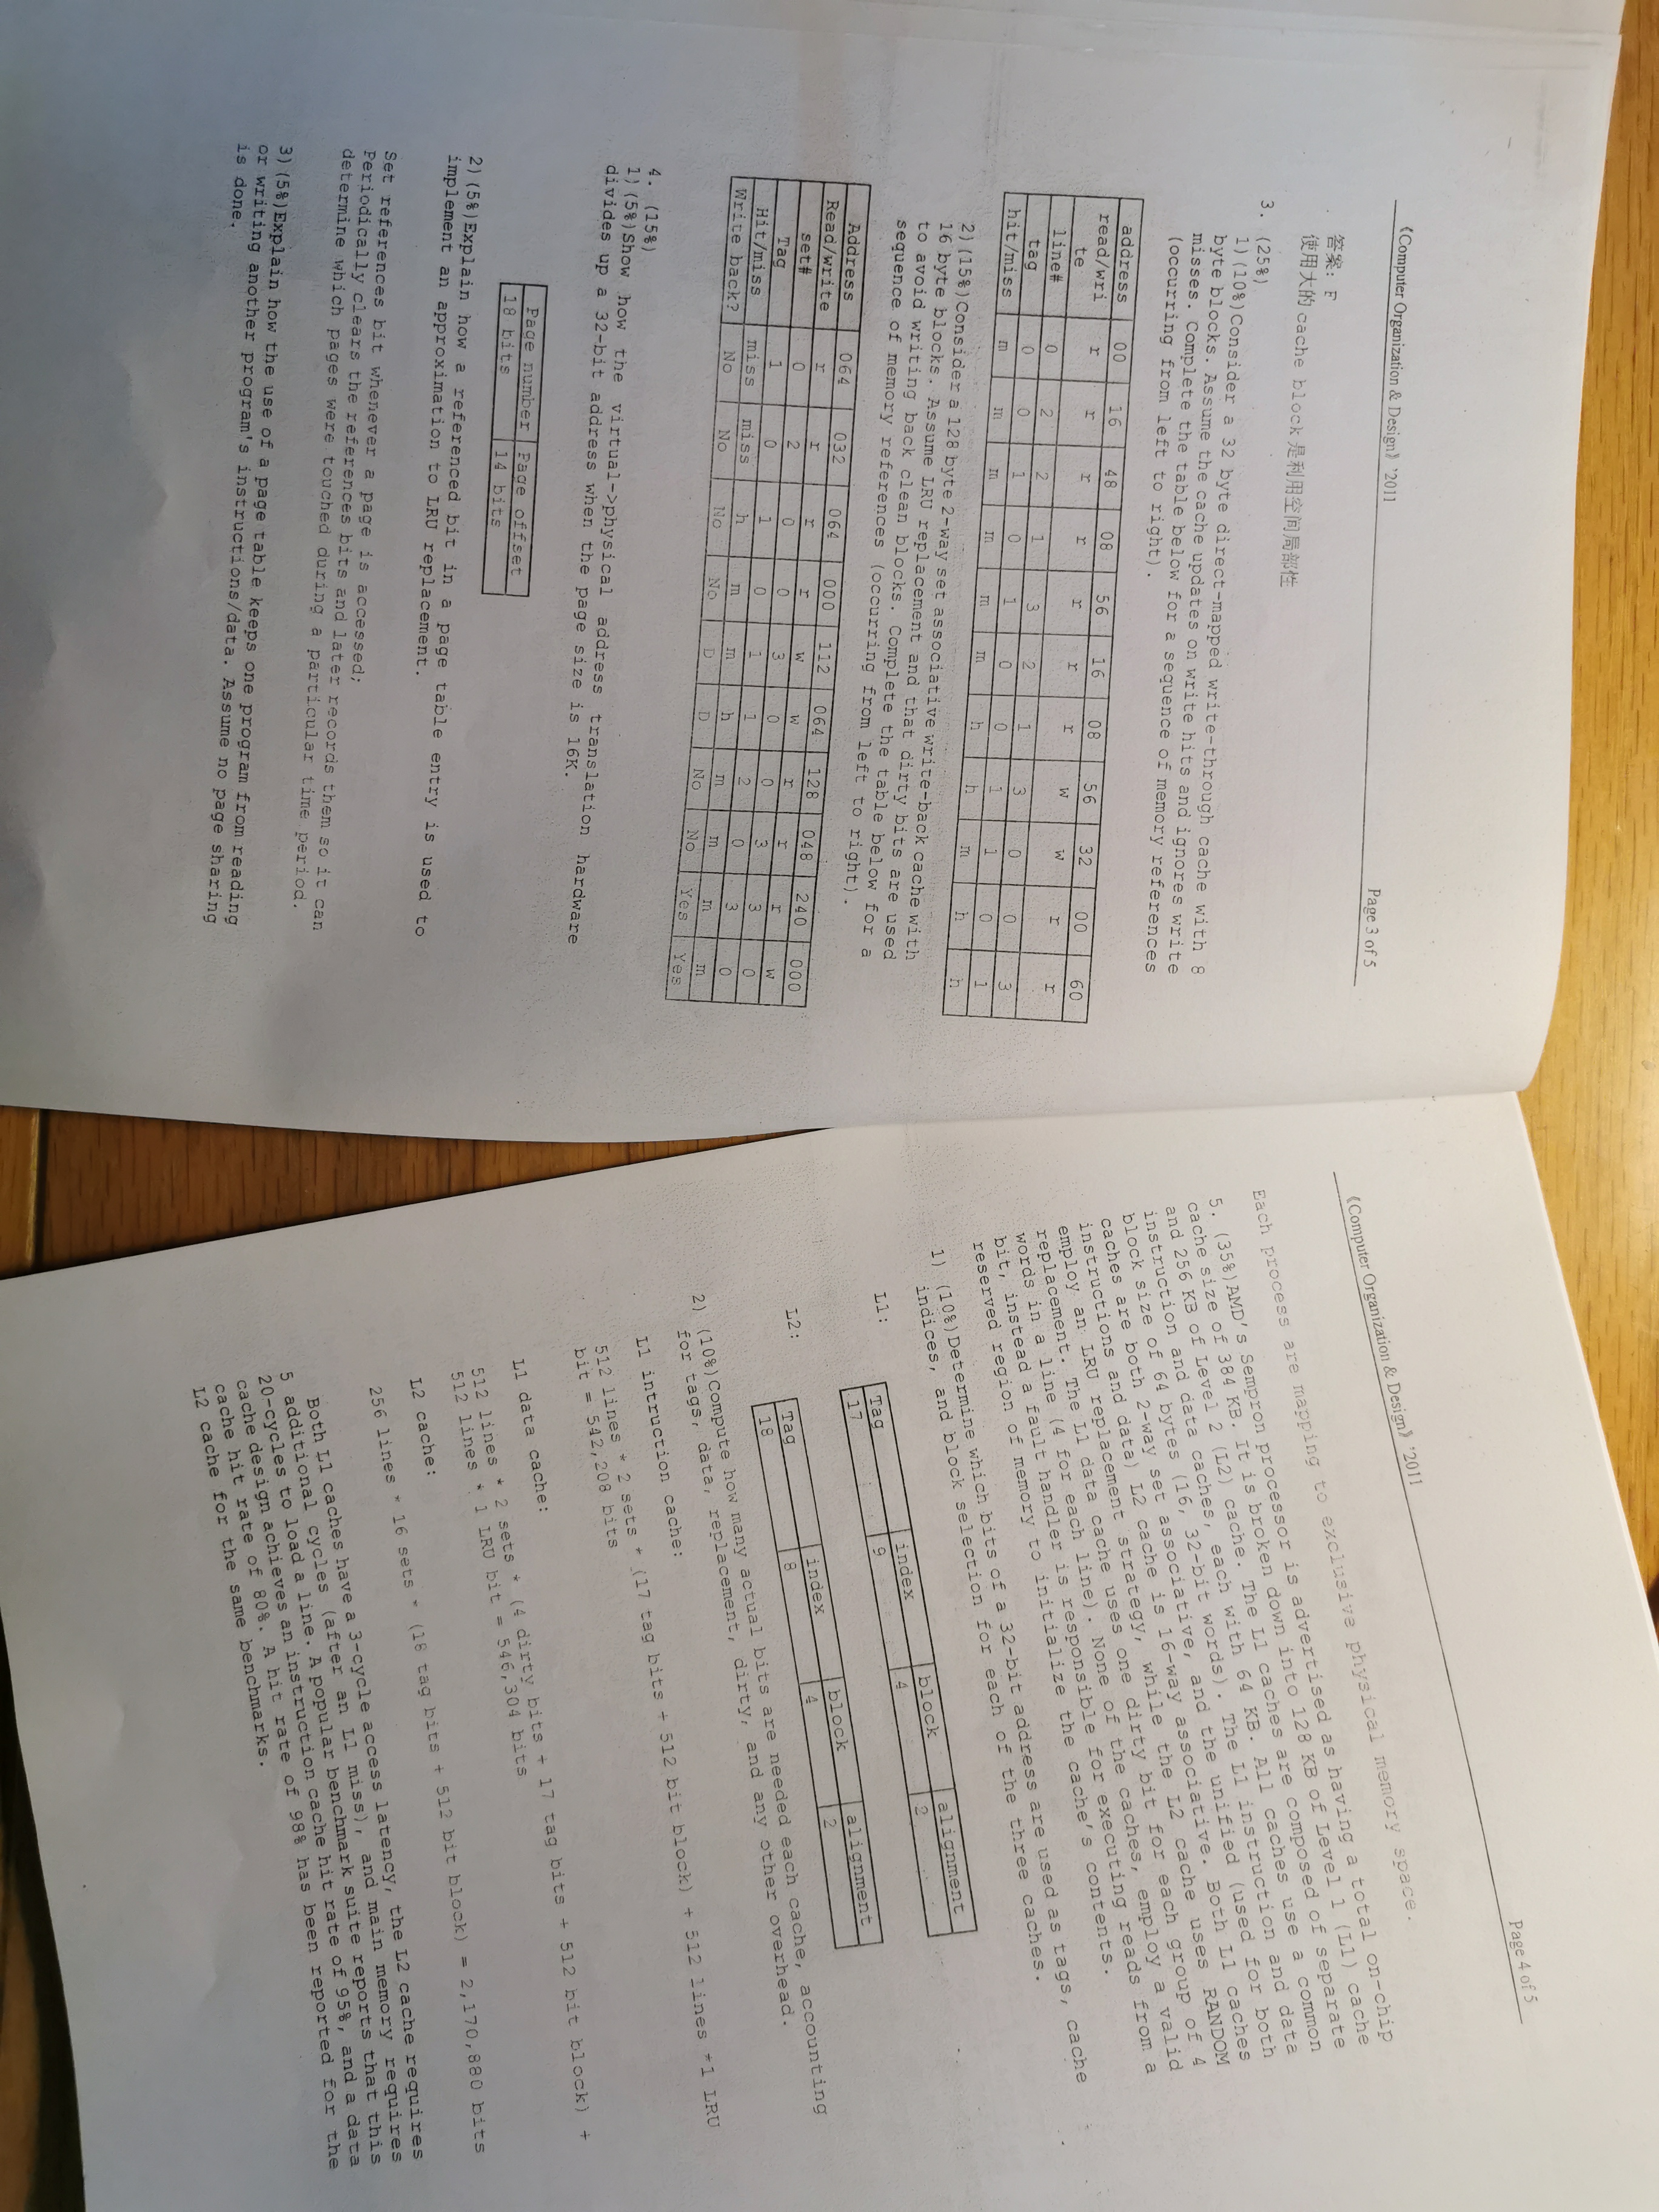 《Computer Organization & Design》'2011
Page 3 of 5
答案: F
使用大的 cache block 是利用空间局部性
3. (25%)
1) (10%)Consider a 32 byte direct-mapped write-through cache with 8
byte blocks. Assume the cache updates on write hits and ignores write
misses. Complete the table below for a sequence of memory references
(occurring from left to right).
address 00 16 48 08 56 16 08 56 32 00 60
read/wri
te r r r r r r r w w r r
line# 0 2 2 1 3 2 1 3 0 0 3
tag 0 0 1 0 1 0 0 1 1 0 1
hit/miss m m m m m m h h m h h
2) (15%)Consider a 128 byte 2-way set associative write-back cache with
16 byte blocks. Assume LRU replacement and that dirty bits are used
to avoid writing back clean blocks. Complete the table below for a
sequence of memory references (occurring from left to right).
Address 064 032 064 000 112 064 128 048 240 000
Read/write r r r r w w r r r w
set# 0 2 0 0 3 0 0 3 3 0
Tag 1 0 1 0 1 1 2 0 3 0
Hit/miss miss miss h m m h m m m m
Write back? No No No No D D No No Yes Yes
4. (15%)
1) (5%)Show how the virtual->physical address translation hardware
divides up a 32-bit address when the page size is 16K.
Page number Page offset
18 bits 14 bits
2) (5%)Explain how a referenced bit in a page table entry is used to
implement an approximation to LRU replacement.
Set references bit whenever a page is accessed;
Periodically clears the references bits and later records them so it can
determine which pages were touched during a particular time period.
3) (5%)Explain how the use of a page table keeps one program from reading
or writing another program's instructions/data. Assume no page sharing
is done.
《Computer Organization & Design》'2011
Page 4 of 5
Each process are mapping to exclusive physical memory space.
5. (35%)AMD's Sempron processor is advertised as having a total on-chip
cache size of 384 KB. It is broken down into 128 KB of Level 1 (L1) cache
and 256 KB of Level 2 (L2) cache. The L1 caches are composed of separate
instruction and data caches, each with 64 KB. All caches use a common
block size of 64 bytes (16, 32-bit words). The L1 instruction and data
caches are both 2-way set associative, and the unified (used for both
instructions and data) L2 cache is 16-way associative. Both L1 caches
employ an LRU replacement strategy, while the L2 cache uses RANDOM
replacement. The L1 data cache uses one dirty bit for each group of 4
words in a line (4 for each line). None of the caches, employ a valid
bit, instead a fault handler is responsible for executing reads from a
reserved region of memory to initialize the cache's contents.
1) (10%)Determine which bits of a 32-bit address are used as tags, cache
indices, and block selection for each of the three caches.
L1:
Tag index block alignment
17 9 4 2
L2:
Tag index block alignment
18 8 4 2
2) (10%)Compute how many actual bits are needed each cache, accounting
for tags, data, replacement, dirty, and any other overhead.
L1 intruction cache:
512 lines * 2 sets * (17 tag bits + 512 bit block) + 512 lines *1 LRU
bit = 542,208 bits
L1 data cache:
512 lines * 2 sets * (4 dirty bits + 17 tag bits + 512 bit block) +
512 lines * 1 LRU bit = 546,304 bits
L2 cache:
256 lines * 16 sets * (18 tag bits + 512 bit block) = 2,170,880 bits
Both L1 caches have a 3-cycle access latency, the L2 cache requires
5 additional cycles (after an L1 miss), and main memory requires
20-cycles to load a line. A popular benchmark suite reports that this
cache design achieves an instruction cache hit rate of 95%, and a data
cache hit rate of 80%. A hit rate of 98% has been reported for the
L2 cache for the same benchmarks.